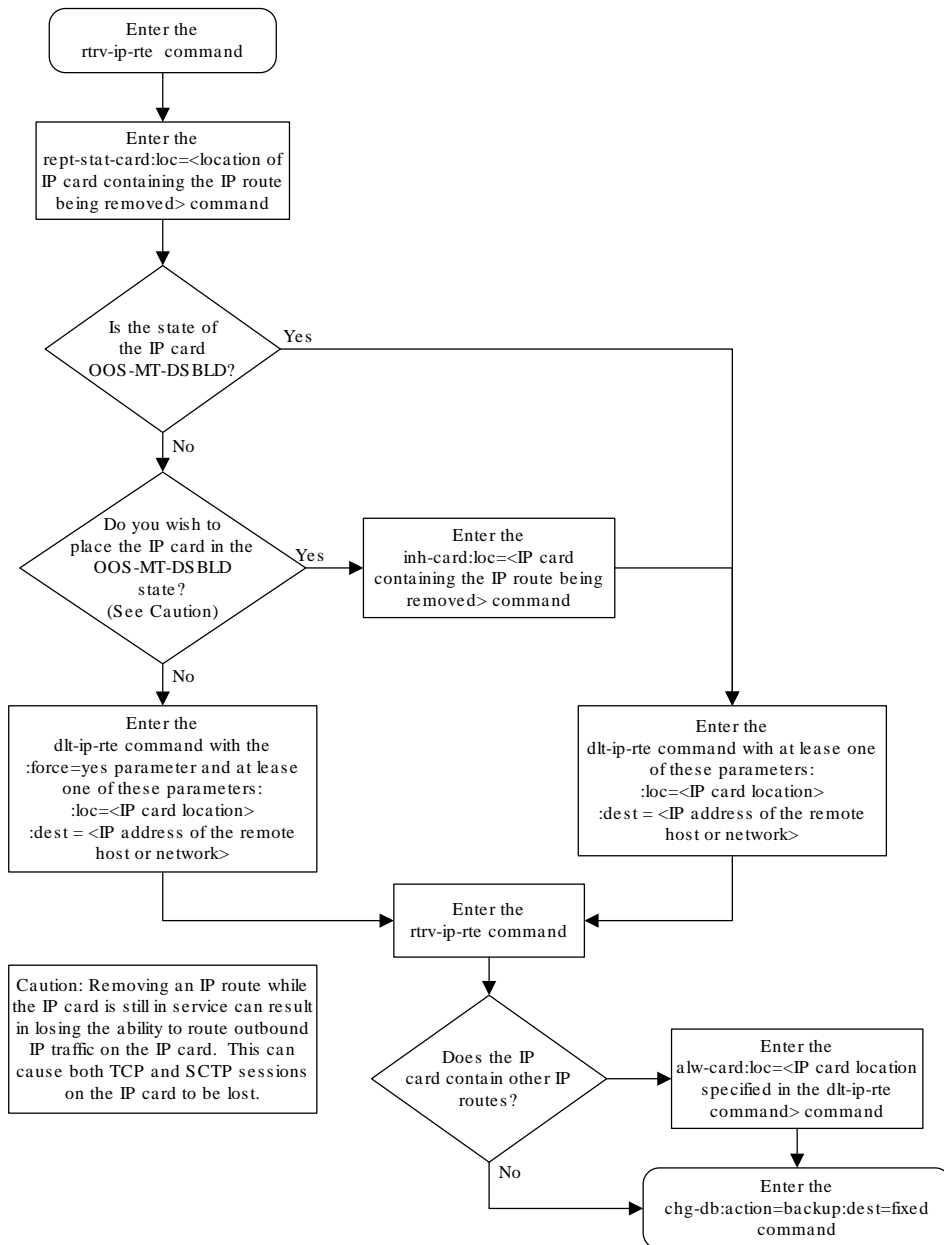 Enter the
rtrv-ip-rte command
Enter the
rept-stat-card:loc=<location of
IP card containing the IP route
being removed> command
Is the state of
the IP card
OOS-MT-DSBLD?
Yes
No
Do you wish to
place the IP card in the
OOS-MT-DSBLD
state?
(See Caution)
Yes
Enter the
inh-card:loc=<IP card
containing the IP route being
removed> command
No
Enter the
dlt-ip-rte command with the
:force=yes parameter and at lease
one of these parameters:
:loc=<IP card location>
:dest = <IP address of the remote
host or network>
Enter the
dlt-ip-rte command with at lease one
of these parameters:
:loc=<IP card location>
:dest = <IP address of the remote
host or network>
Enter the
rtrv-ip-rte command
Caution: Removing an IP route while
the IP card is still in service can result
in losing the ability to route outbound
IP traffic on the IP card. This can
cause both TCP and SCTP sessions
on the IP card to be lost.
Does the IP
card contain other IP
routes?
Enter the
alw-card:loc=<IP card location
specified in the dlt-ip-rte
command> command
No
Enter the
chg-db:action=backup:dest=fixed
command